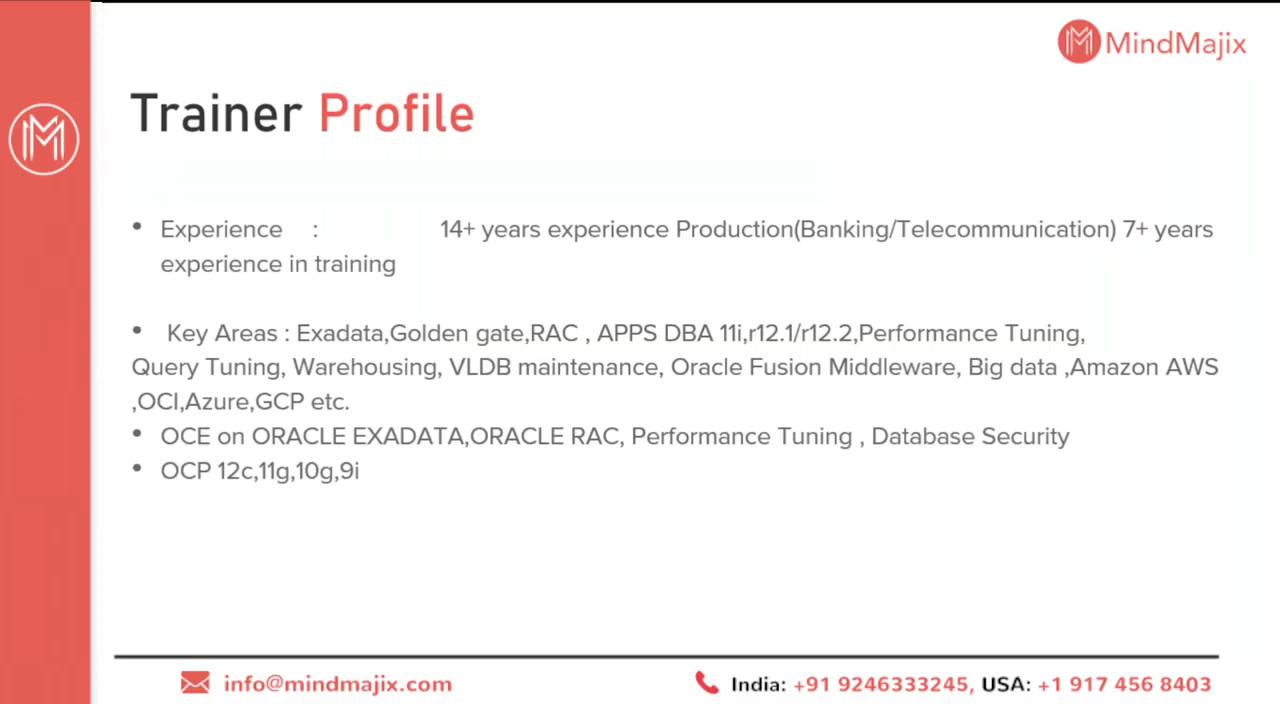 MindMajix
Trainer Profile
• Experience : 14+ years experience Production(Banking/Telecommunication) 7+ years
experience in training
• Key Areas : Exadata,Golden gate,RAC , APPS DBA 11i,r12.1/r12.2,Performance Tuning,
Query Tuning, Warehousing, VLDB maintenance, Oracle Fusion Middleware, Big data ,Amazon AWS
,OCI,Azure,GCP etc.
• OCE on ORACLE EXADATA,ORACLE RAC, Performance Tuning , Database Security
• OCP 12c,11g,10g,9i
info@mindmajix.com India: +91 9246333245, USA: +1 917 456 8403